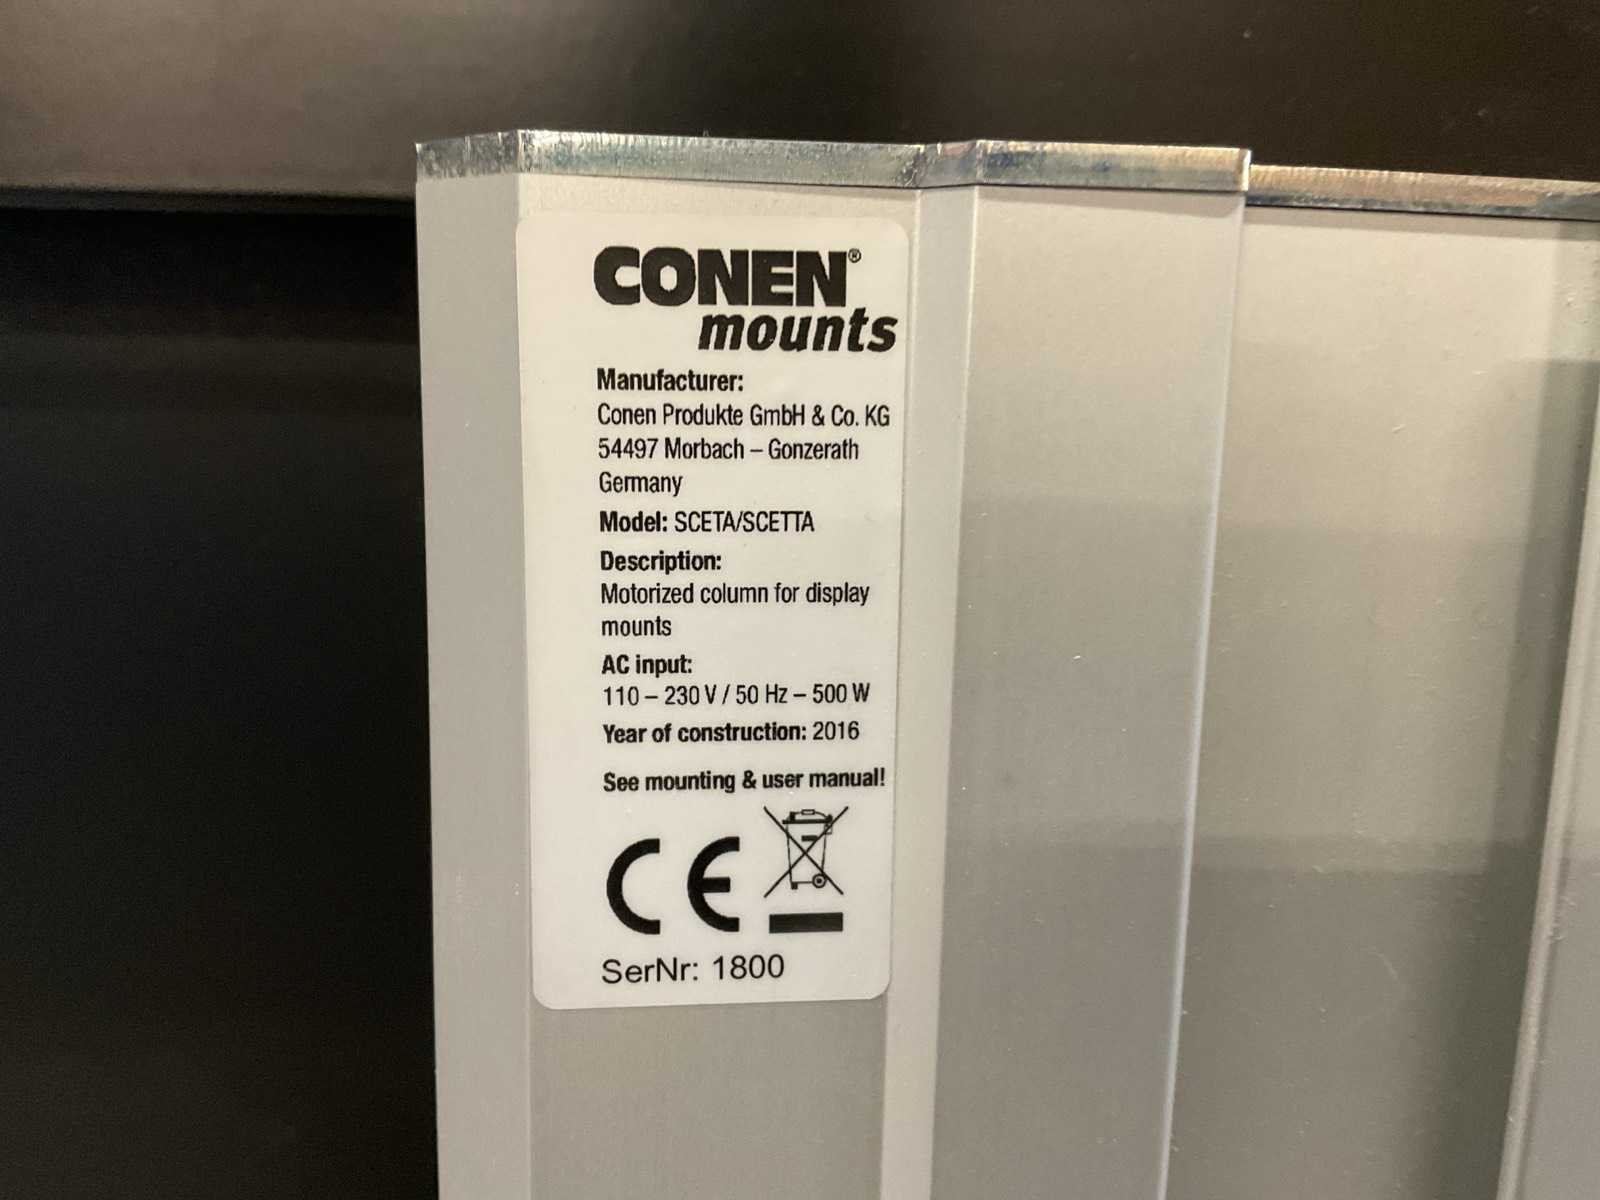 CONEN®
mounts
Manufacturer:
Conen Produkte GmbH & Co. KG
54497 Morbach – Gonzerath
Germany
Model: SCETA/SCETTA
Description:
Motorized column for display
mounts
AC input:
110 – 230 V / 50 Hz – 500 W
Year of construction: 2016
See mounting & user manual!
CE
SerNr: 1800